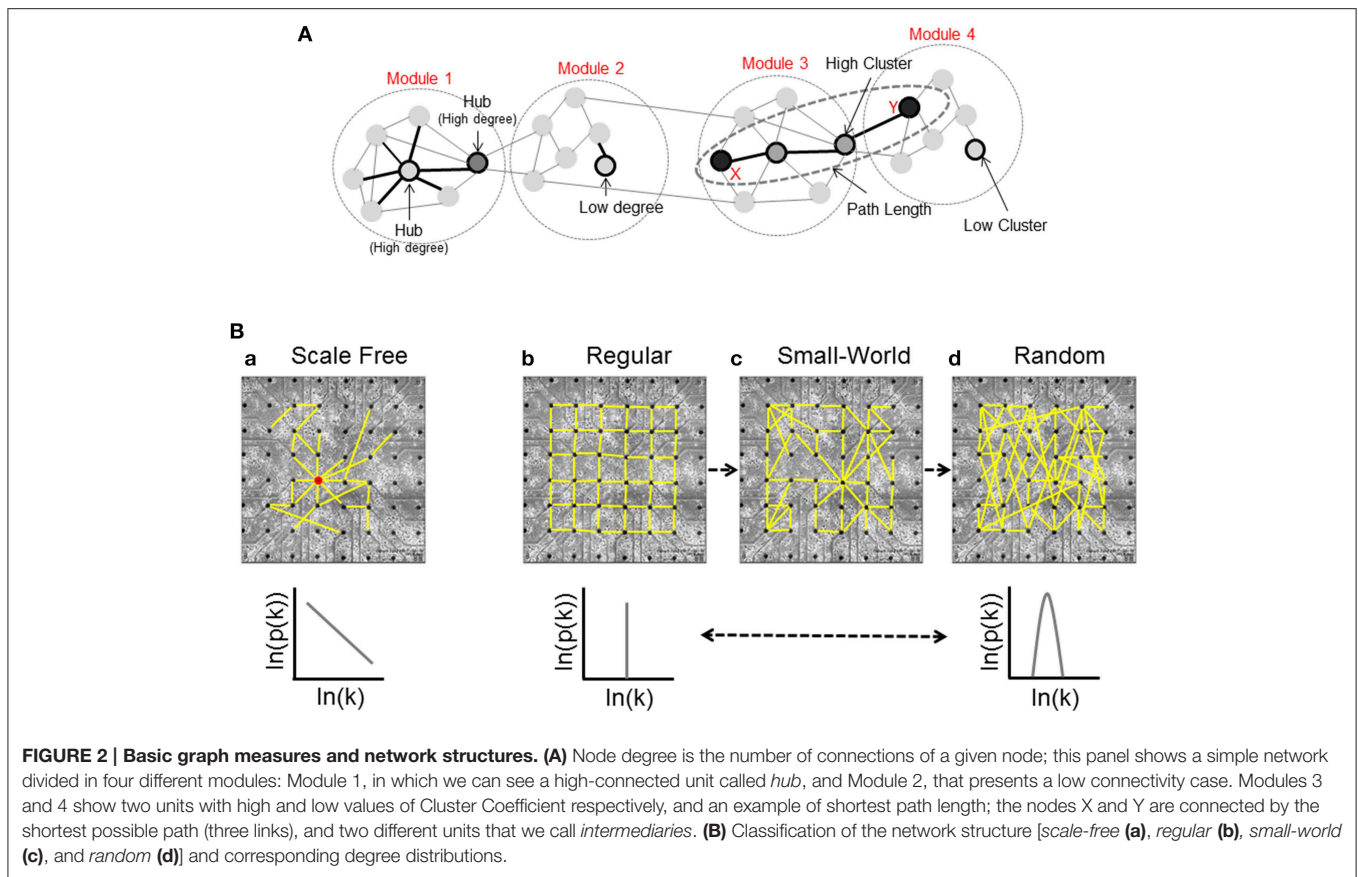 A
Module 1
Module 2
Module 3
Module 4
High Cluster
Hub
(High degree)
Y
X
Low degree
Path Length
Hub
(High degree)
Low Cluster
B
a Scale Free
b Regular
c Small-World
d Random
ln(p(k))
ln(k)
ln(p(k))
ln(k)
ln(p(k))
ln(k)
FIGURE 2 | Basic graph measures and network structures. (A) Node degree is the number of connections of a given node; this panel shows a simple network
divided in four different modules: Module 1, in which we can see a high-connected unit called hub, and Module 2, that presents a low connectivity case. Modules 3
and 4 show two units with high and low values of Cluster Coefficient respectively, and an example of shortest path length; the nodes X and Y are connected by the
shortest possible path (three links), and two different units that we call intermediaries. (B) Classification of the network structure [scale-free (a), regular (b), small-world
(c), and random (d)] and corresponding degree distributions.